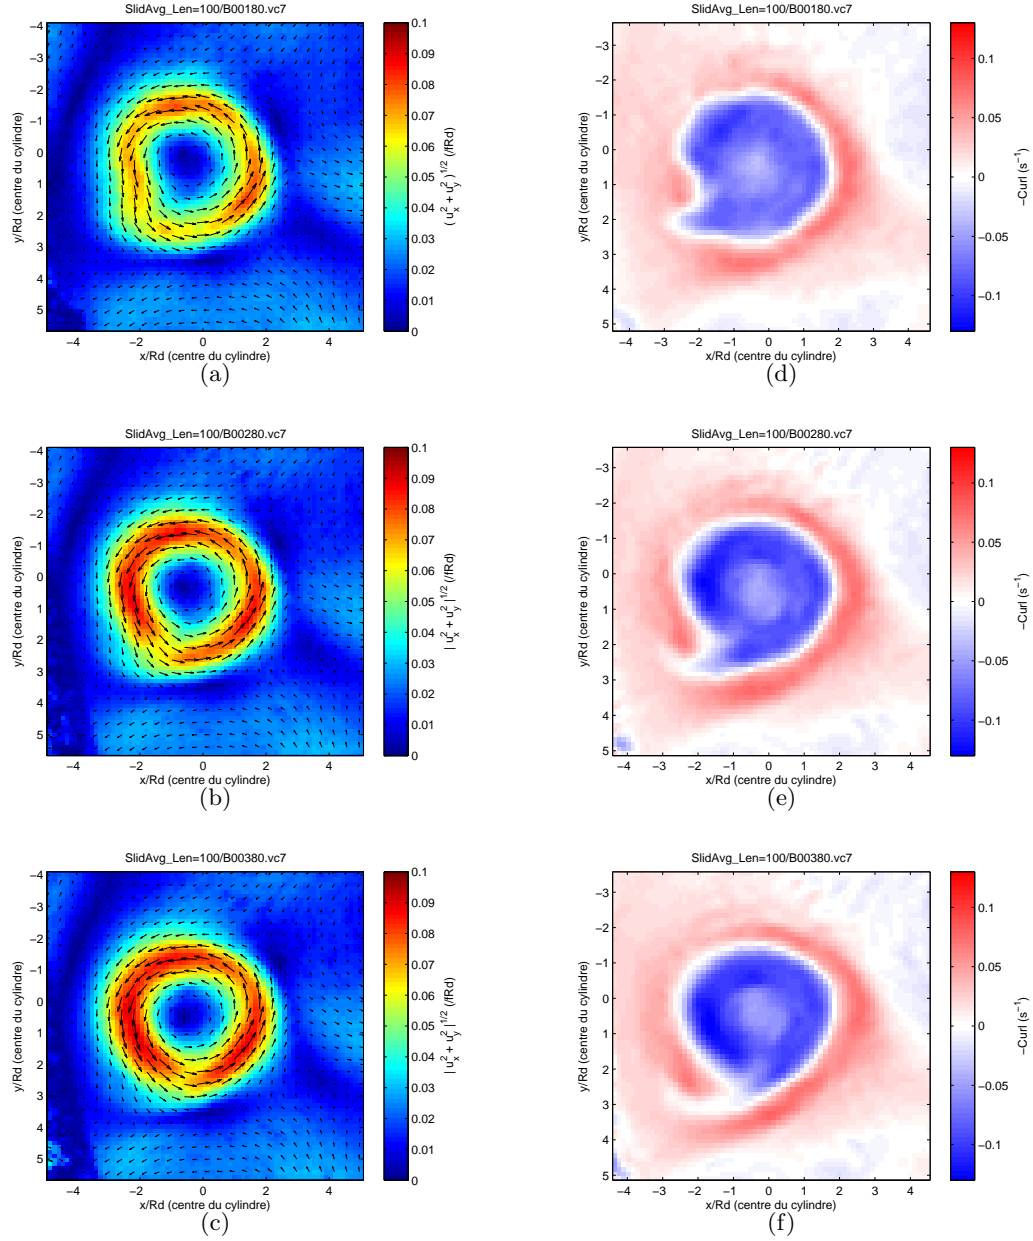 SlidAvg_Len=100/B00180.vc7
−4
−3
−2
−1
0
1
2
3
4
5
y/Rd (centre du cylindre)
−4 −2 0 2 4
x/Rd (centre du cylindre)
0.1
0.09
0.08
0.07
0.06
0.05
0.04
0.03
0.02
0.01
0
( u_x^2 + u_y^2 )^{1/2} (/fRd)
(a)
SlidAvg_Len=100/B00180.vc7
−3
−2
−1
0
1
2
3
4
5
y/Rd (centre du cylindre)
−4 −3 −2 −1 0 1 2 3 4
x/Rd (centre du cylindre)
0.1
0.05
0
−0.05
−0.1
−Curl (s^{−1})
(d)
SlidAvg_Len=100/B00280.vc7
−4
−3
−2
−1
0
1
2
3
4
5
y/Rd (centre du cylindre)
−4 −2 0 2 4
x/Rd (centre du cylindre)
0.1
0.09
0.08
0.07
0.06
0.05
0.04
0.03
0.02
0.01
0
| u_x^2 + u_y^2 |^{1/2} (/fRd)
(b)
SlidAvg_Len=100/B00280.vc7
−3
−2
−1
0
1
2
3
4
5
y/Rd (centre du cylindre)
−4 −3 −2 −1 0 1 2 3 4
x/Rd (centre du cylindre)
0.1
0.05
0
−0.05
−0.1
−Curl (s^{−1})
(e)
SlidAvg_Len=100/B00380.vc7
−4
−3
−2
−1
0
1
2
3
4
5
y/Rd (centre du cylindre)
−4 −2 0 2 4
x/Rd (centre du cylindre)
0.1
0.09
0.08
0.07
0.06
0.05
0.04
0.03
0.02
0.01
0
| u_x^2 + u_y^2 |^{1/2} (/fRd)
(c)
SlidAvg_Len=100/B00380.vc7
−3
−2
−1
0
1
2
3
4
5
y/Rd (centre du cylindre)
−4 −3 −2 −1 0 1 2 3 4
x/Rd (centre du cylindre)
0.1
0.05
0
−0.05
−0.1
−Curl (s^{−1})
(f)